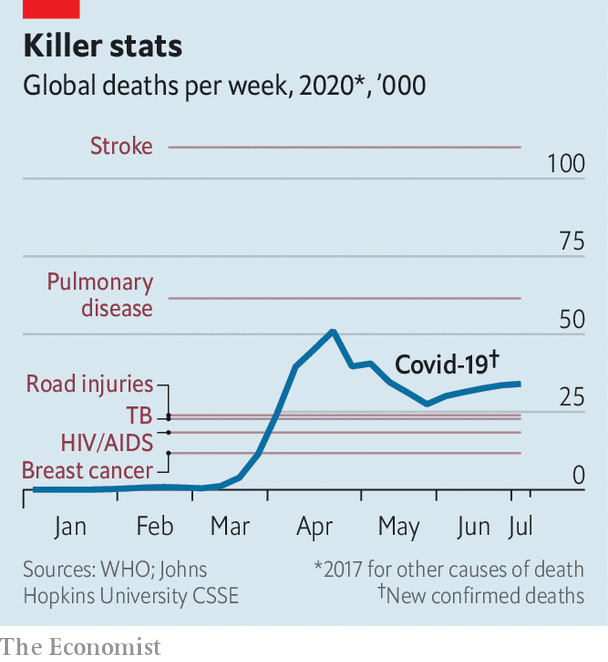 Killer stats
Global deaths per week, 2020*, ’000
Stroke
100
75
Pulmonary
disease
50
Covid-19†
Road injuries
25
TB
HIV/AIDS
Breast cancer
0
Jan Feb Mar Apr May Jun Jul
Sources: WHO; Johns
Hopkins University CSSE
*2017 for other causes of death
†New confirmed deaths
The Economist